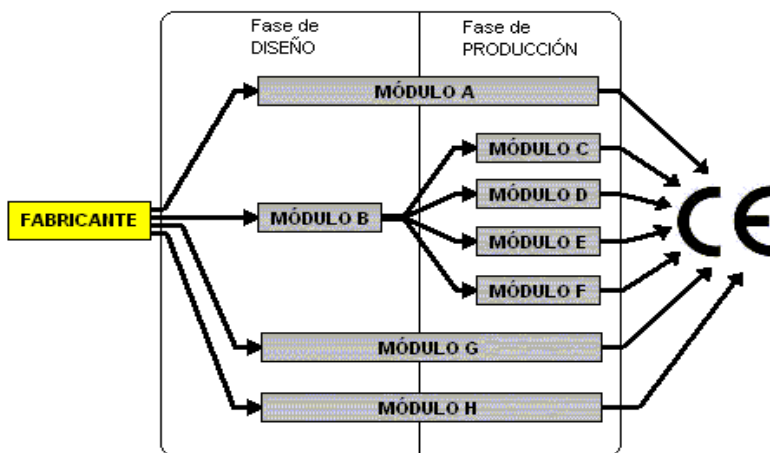 Fase de
DISEÑO
Fase de
PRODUCCIÓN
MÓDULO A
MÓDULO C
MÓDULO D
FABRICANTE
MÓDULO B
MÓDULO E
MÓDULO F
MÓDULO G
MÓDULO H
CE